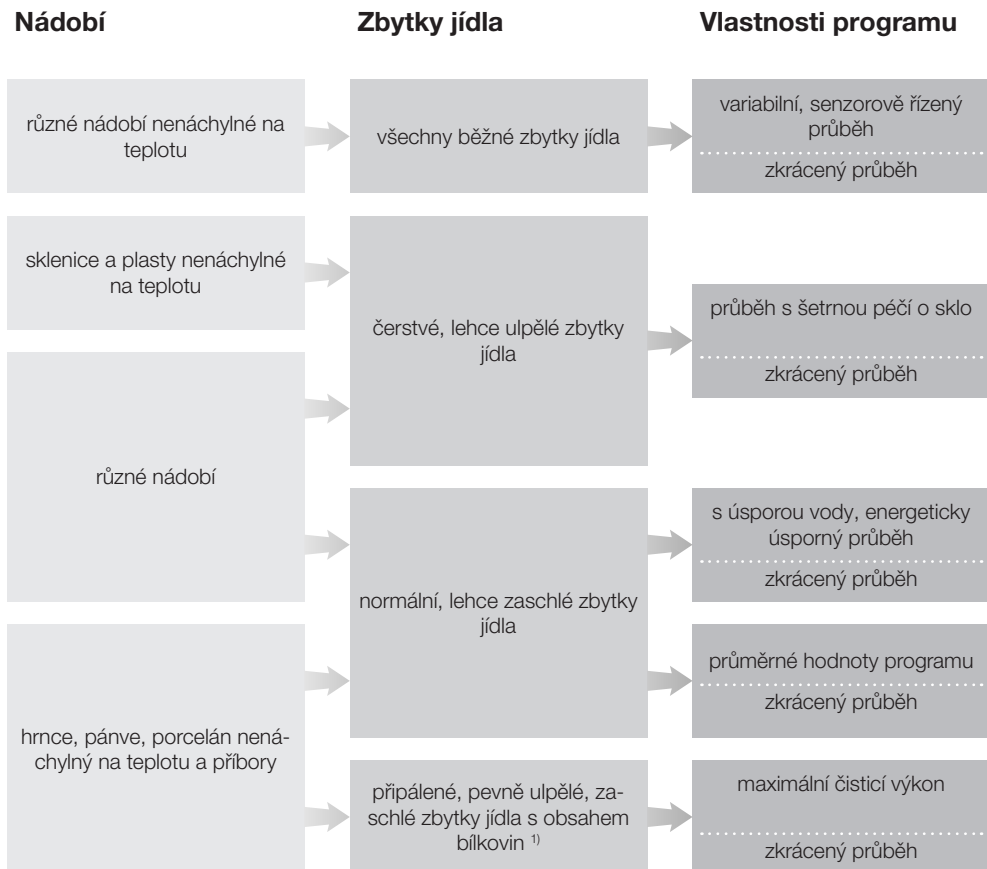 Nádobí
Zbytky jídla
Vlastnosti programu
různé nádobí nenáchylné na
teplotu
všechny běžné zbytky jídla
variabilní, senzorově řízený
průběh
zkrácený průběh
sklenice a plasty nenáchylné
na teplotu
čerstvé, lehce ulpělé zbytky
jídla
průběh s šetrnou péčí o sklo
zkrácený průběh
různé nádobí
normální, lehce zaschlé zbytky
jídla
s úsporou vody, energeticky
úsporný průběh
zkrácený průběh
průměrné hodnoty programu
zkrácený průběh
hrnce, pánve, porcelán nená-
chylný na teplotu a příbory
připálené, pevně ulpělé, za-
schlé zbytky jídla s obsahem
bílkovin 1)
maximální čisticí výkon
zkrácený průběh